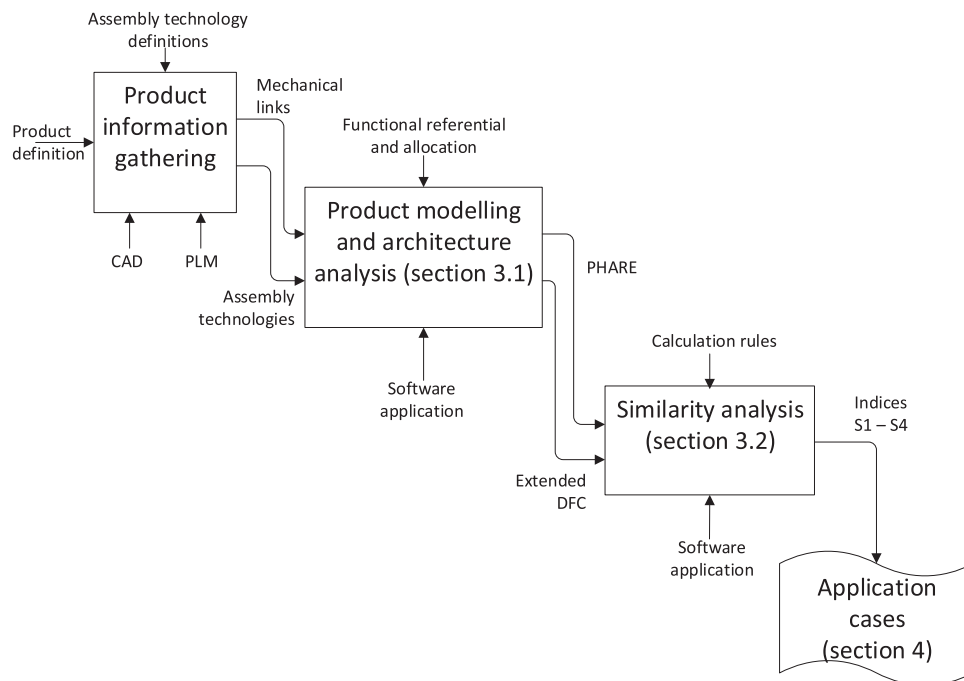 Assembly technology
definitions
Product
information
gathering
Product
definition
CAD
PLM
Mechanical
links
Assembly
technologies
Functional referential
and allocation
Product modelling
and architecture
analysis (section 3.1)
Software
application
PHARE
Extended
DFC
Calculation rules
Similarity analysis
(section 3.2)
Software
application
Indices
S1 – S4
Application
cases
(section 4)